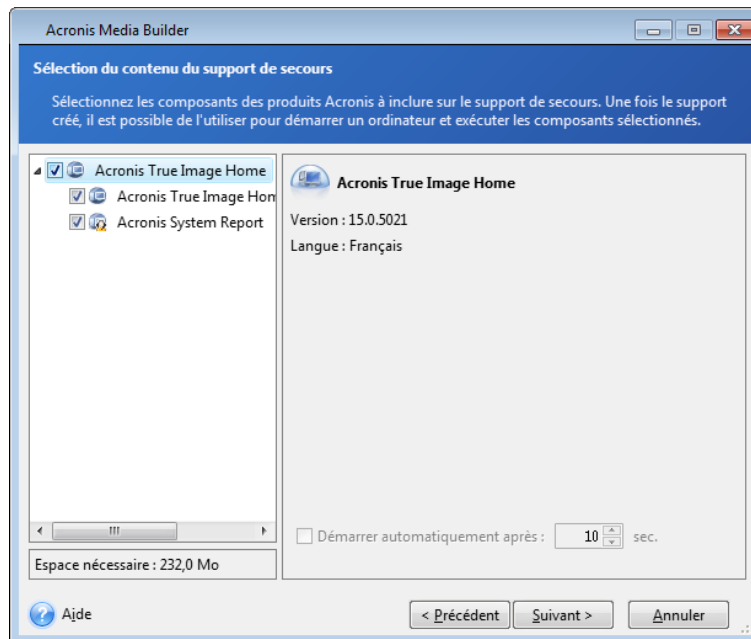 Acronis Media Builder
Sélection du contenu du support de secours
Sélectionnez les composants des produits Acronis à inclure sur le support de secours. Une fois le support
créé, il est possible de l'utiliser pour démarrer un ordinateur et exécuter les composants sélectionnés.
Acronis True Image Home
Acronis True Image Hom
Acronis System Report
Espace nécessaire : 232,0 Mo
Acronis True Image Home
Version : 15.0.5021
Langue : Français
Démarrer automatiquement après : 10 sec.
Aide
< Précédent
Suivant >
Annuler